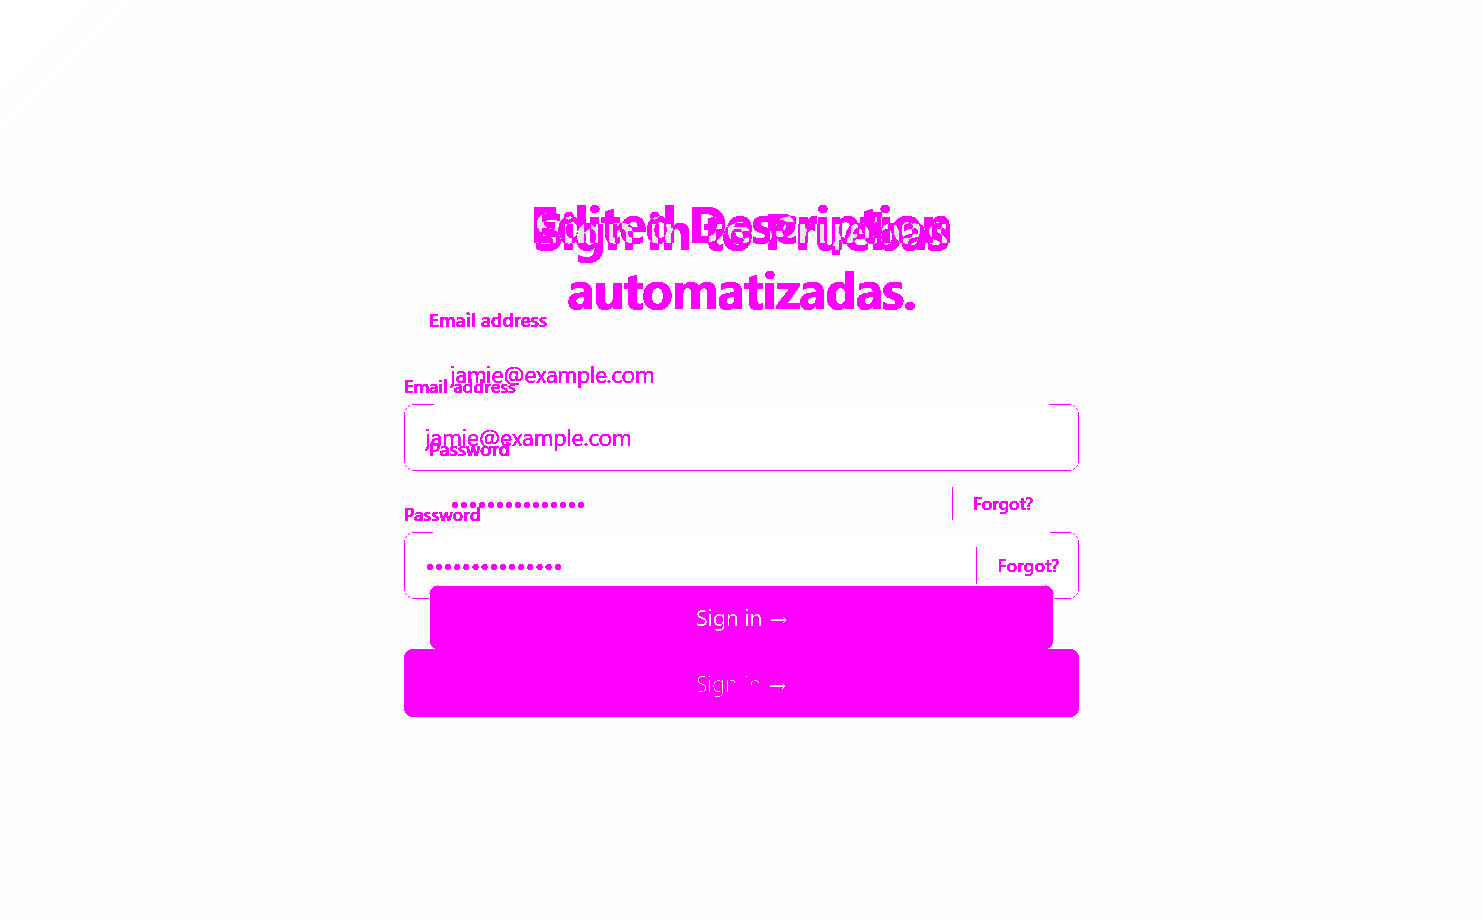 Edited Description
Sign in to Pruebas
automatizadas.
Email address
jamie@example.com
Email address
jamie@example.com
Password
•••••••••••••••
Forgot?
Password
•••••••••••••••
Forgot?
Sign in →
Sign in →